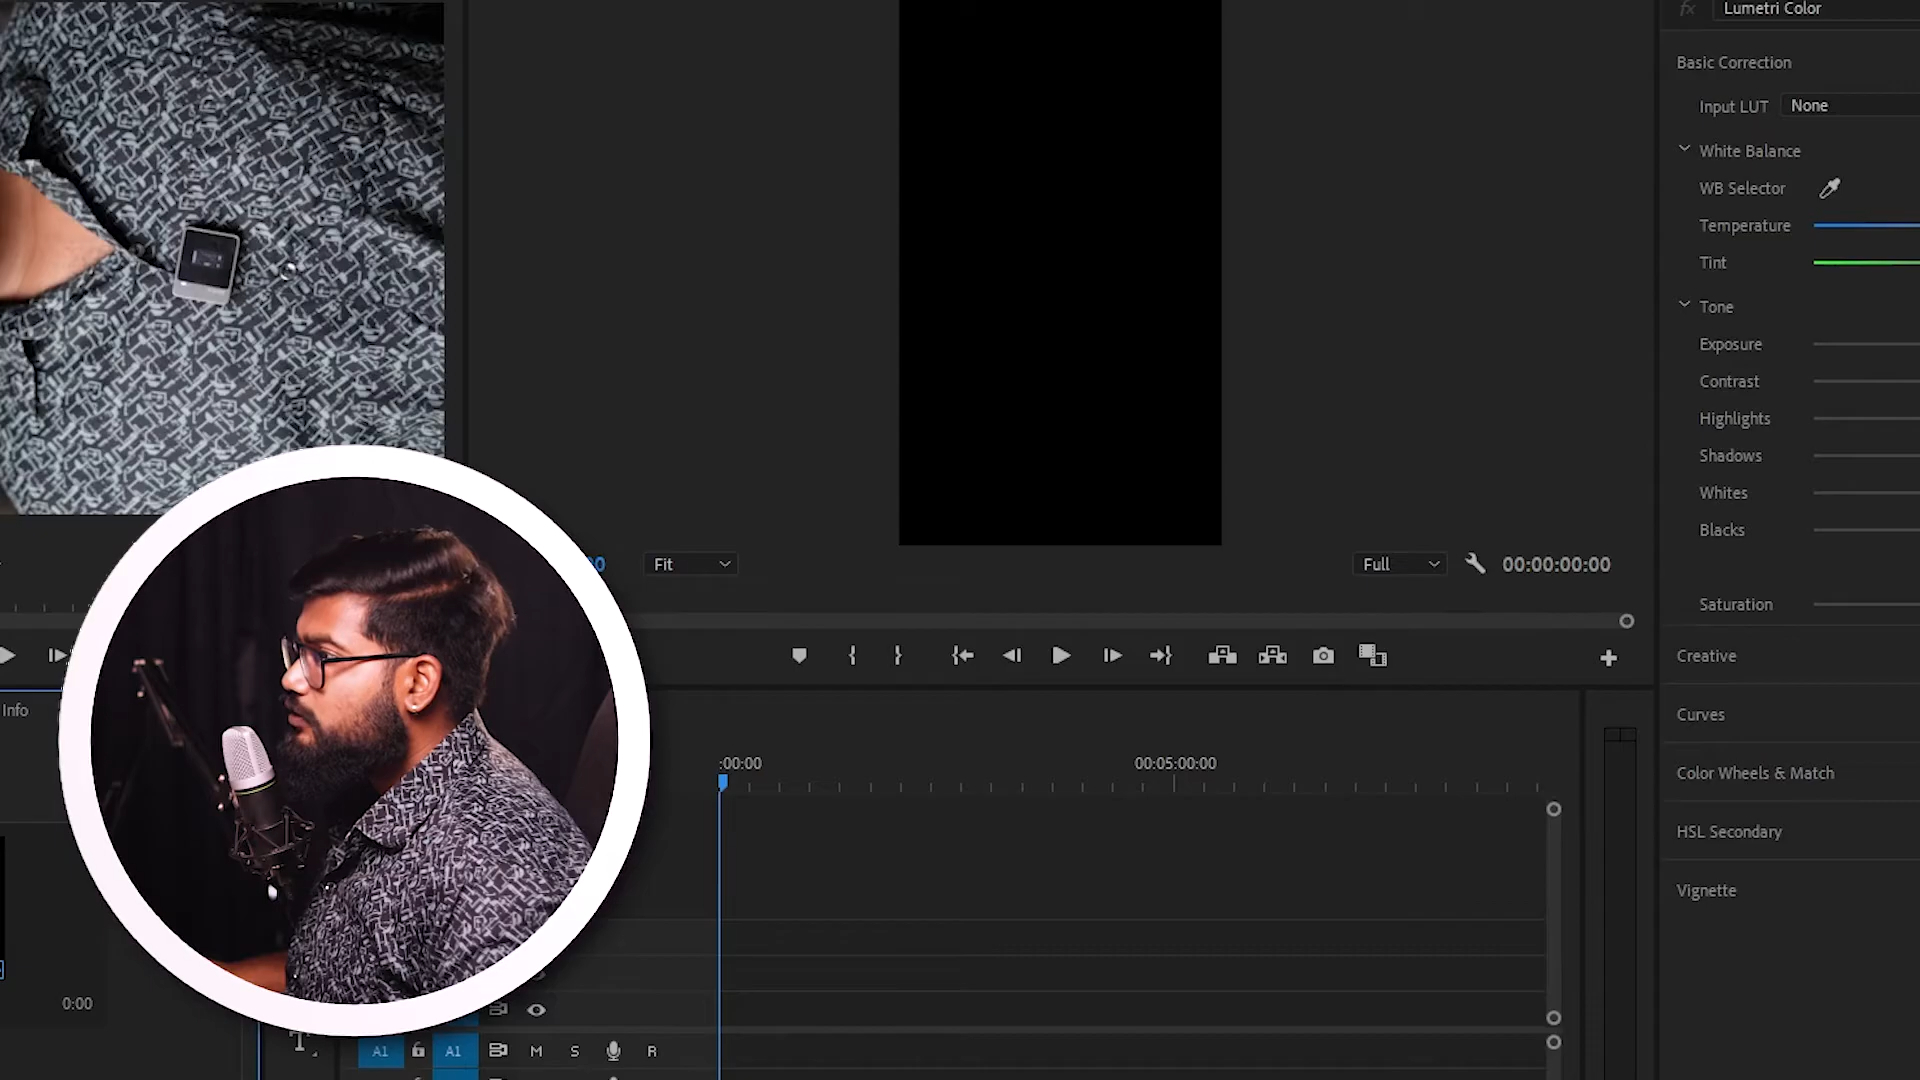 Lumetri Color
Basic Correction
Input LUT None
White Balance
WB Selector
Temperature
Tint
Tone
Exposure
Contrast
Highlights
Shadows
Whites
Blacks
Saturation
Creative
Curves
Color Wheels & Match
HSL Secondary
Vignette
Fit
Full
00:00:00:00
Info
:00:00
00:05:00:00
0:00
A1 A1 M S R